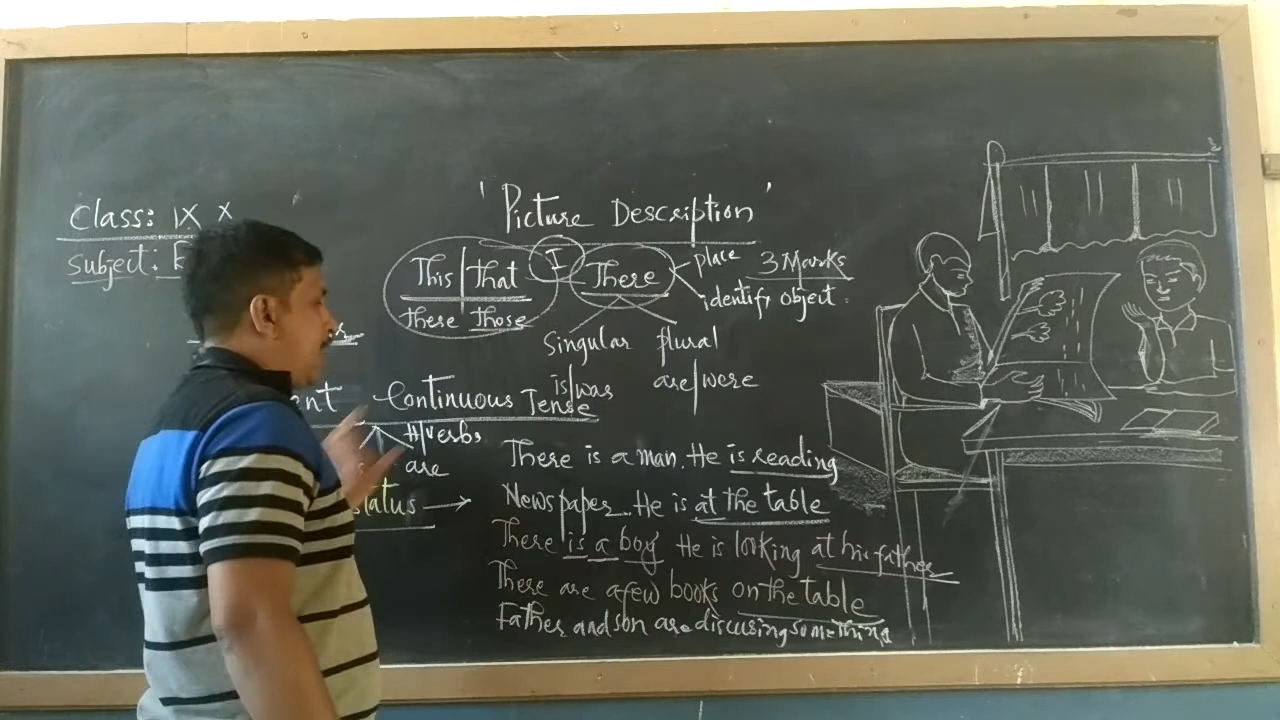 Class: IX X
Subject:
'Picture Description'
This/that I There place 3 Marks
identify object.
these those
Singular plural
is/was are/were
Continuous Tense
H/verbs
are
status →
There is a man. He is reading
Newspaper. He is at the table
There is a boy He is looking at his father
There are a few books on the table
Father and son are discusing something